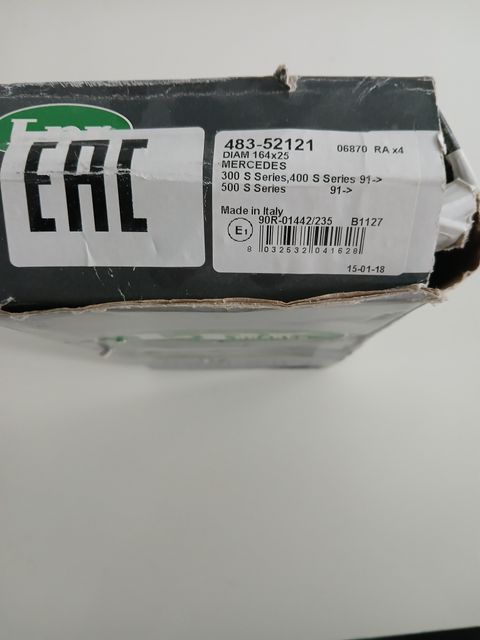 Lpr
EAC
483-52121 06870 RA x4
DIAM 164x25
MERCEDES
300 S Series,400 S Series 91->
500 S Series 91->
Made in Italy
E1 90R-01442/235 B1127
8 032532 041628
15-01-18